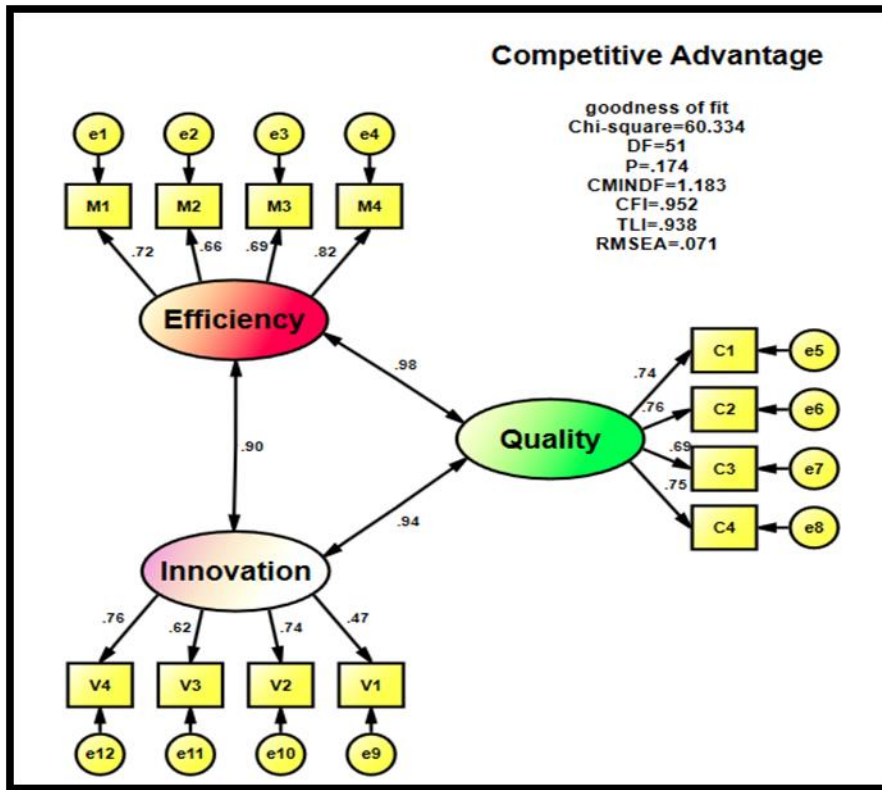 Competitive Advantage
goodness of fit
Chi-square=60.334
DF=51
P=.174
CMINDF=1.183
CFI=.952
TLI=.938
RMSEA=.071
e1 e2 e3 e4
M1 M2 M3 M4
.72 .66 .69 .82
Efficiency
.98
.90
.94
Quality
.74
.76
.69
.75
C1 e5
C2 e6
C3 e7
C4 e8
Innovation
.76 .62 .74 .47
V4 V3 V2 V1
e12 e11 e10 e9